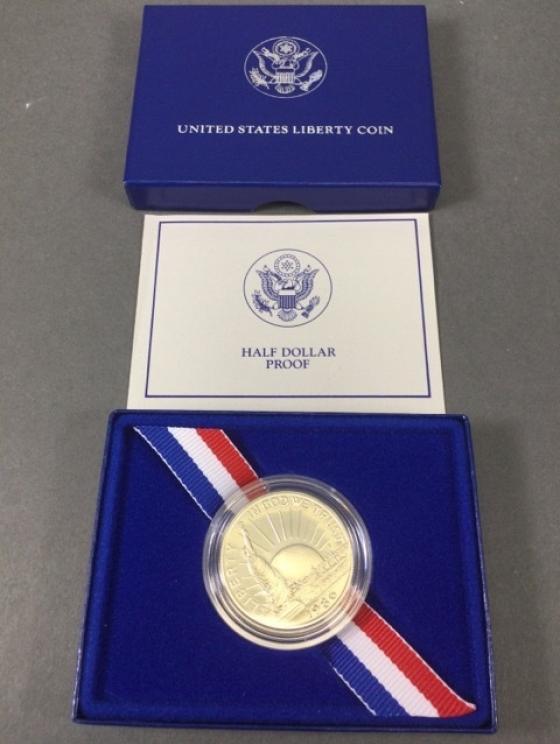 UNITED STATES LIBERTY COIN
HALF DOLLAR
PROOF
IN GOD WE TRUST
LIBERTY
1986